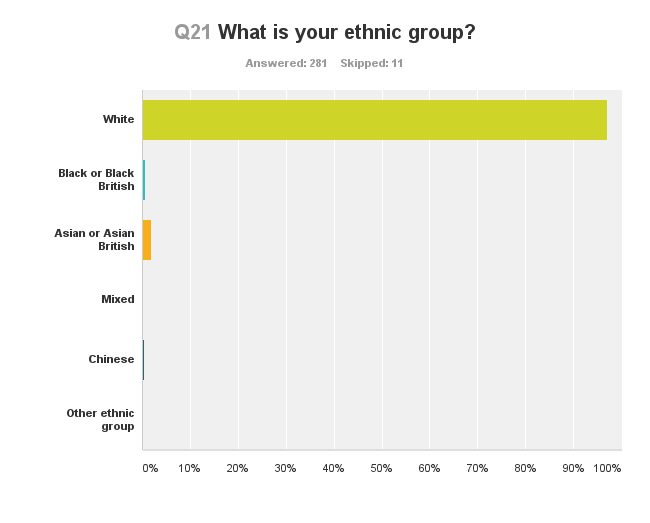 Q21 What is your ethnic group?
Answered: 281 Skipped: 11
White
Black or Black
British
Asian or Asian
British
Mixed
Chinese
Other ethnic
group
0% 10% 20% 30% 40% 50% 60% 70% 80% 90% 100%